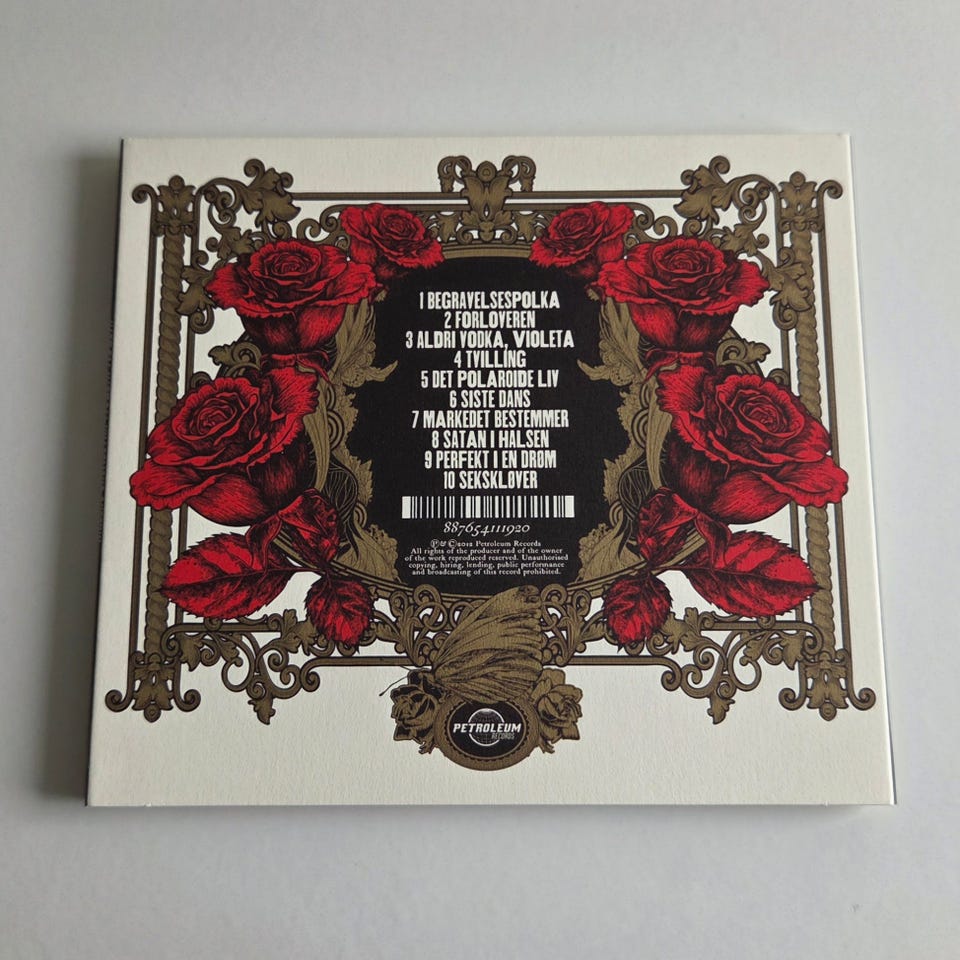 1 BEGRAVELSESPOLKA
2 FORLOVEREN
3 ALDRI VODKA, VIOLETA
4 TVILLING
5 DET POLAROIDE LIV
6 SISTE DANS
7 MARKEDET BESTEMMER
8 SATAN I HALSEN
9 PERFEKT I EN DRØM
10 SEKSKLØVER
887654111920
℗ & ©2012 Petroleum Records
All rights of the producer and of the owner
of the work reproduced reserved. Unauthorised
copying, hiring, lending, public performance
and broadcasting of this record prohibited.
PETROLEUM
RECORDS